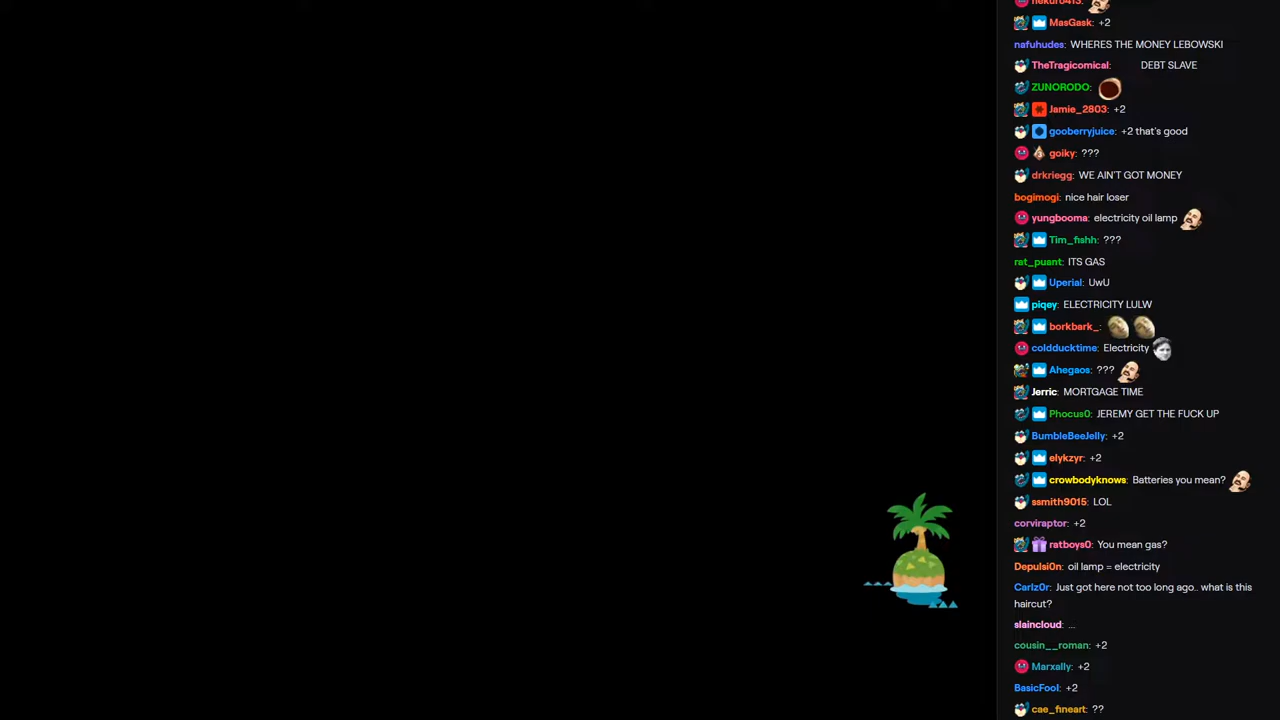 nekuro413:
MasGask: +2
nafuhudes: WHERES THE MONEY LEBOWSKI
TheTragicomical: DEBT SLAVE
ZUNORODO:
Jamie_2803: +2
gooberryjuice: +2 that's good
goiky: ???
drkriegg: WE AIN'T GOT MONEY
bogimogi: nice hair loser
yungbooma: electricity oil lamp
Tim_fishh: ???
rat_puant: ITS GAS
Uperial: UwU
piqey: ELECTRICITY LULW
borkbark_:
coldducktime: Electricity
Ahegaos: ???
Jerric: MORTGAGE TIME
Phocus0: JEREMY GET THE FUCK UP
BumbleBeeJelly: +2
elykzyr: +2
crowbodyknows: Batteries you mean?
ssmith9015: LOL
corviraptor: +2
ratboys0: You mean gas?
Depulsi0n: oil lamp = electricity
Carlz0r: Just got here not too long ago.. what is this
haircut?
slaincloud: ...
cousin__roman: +2
Marxally: +2
BasicFool: +2
cae_fineart: ??